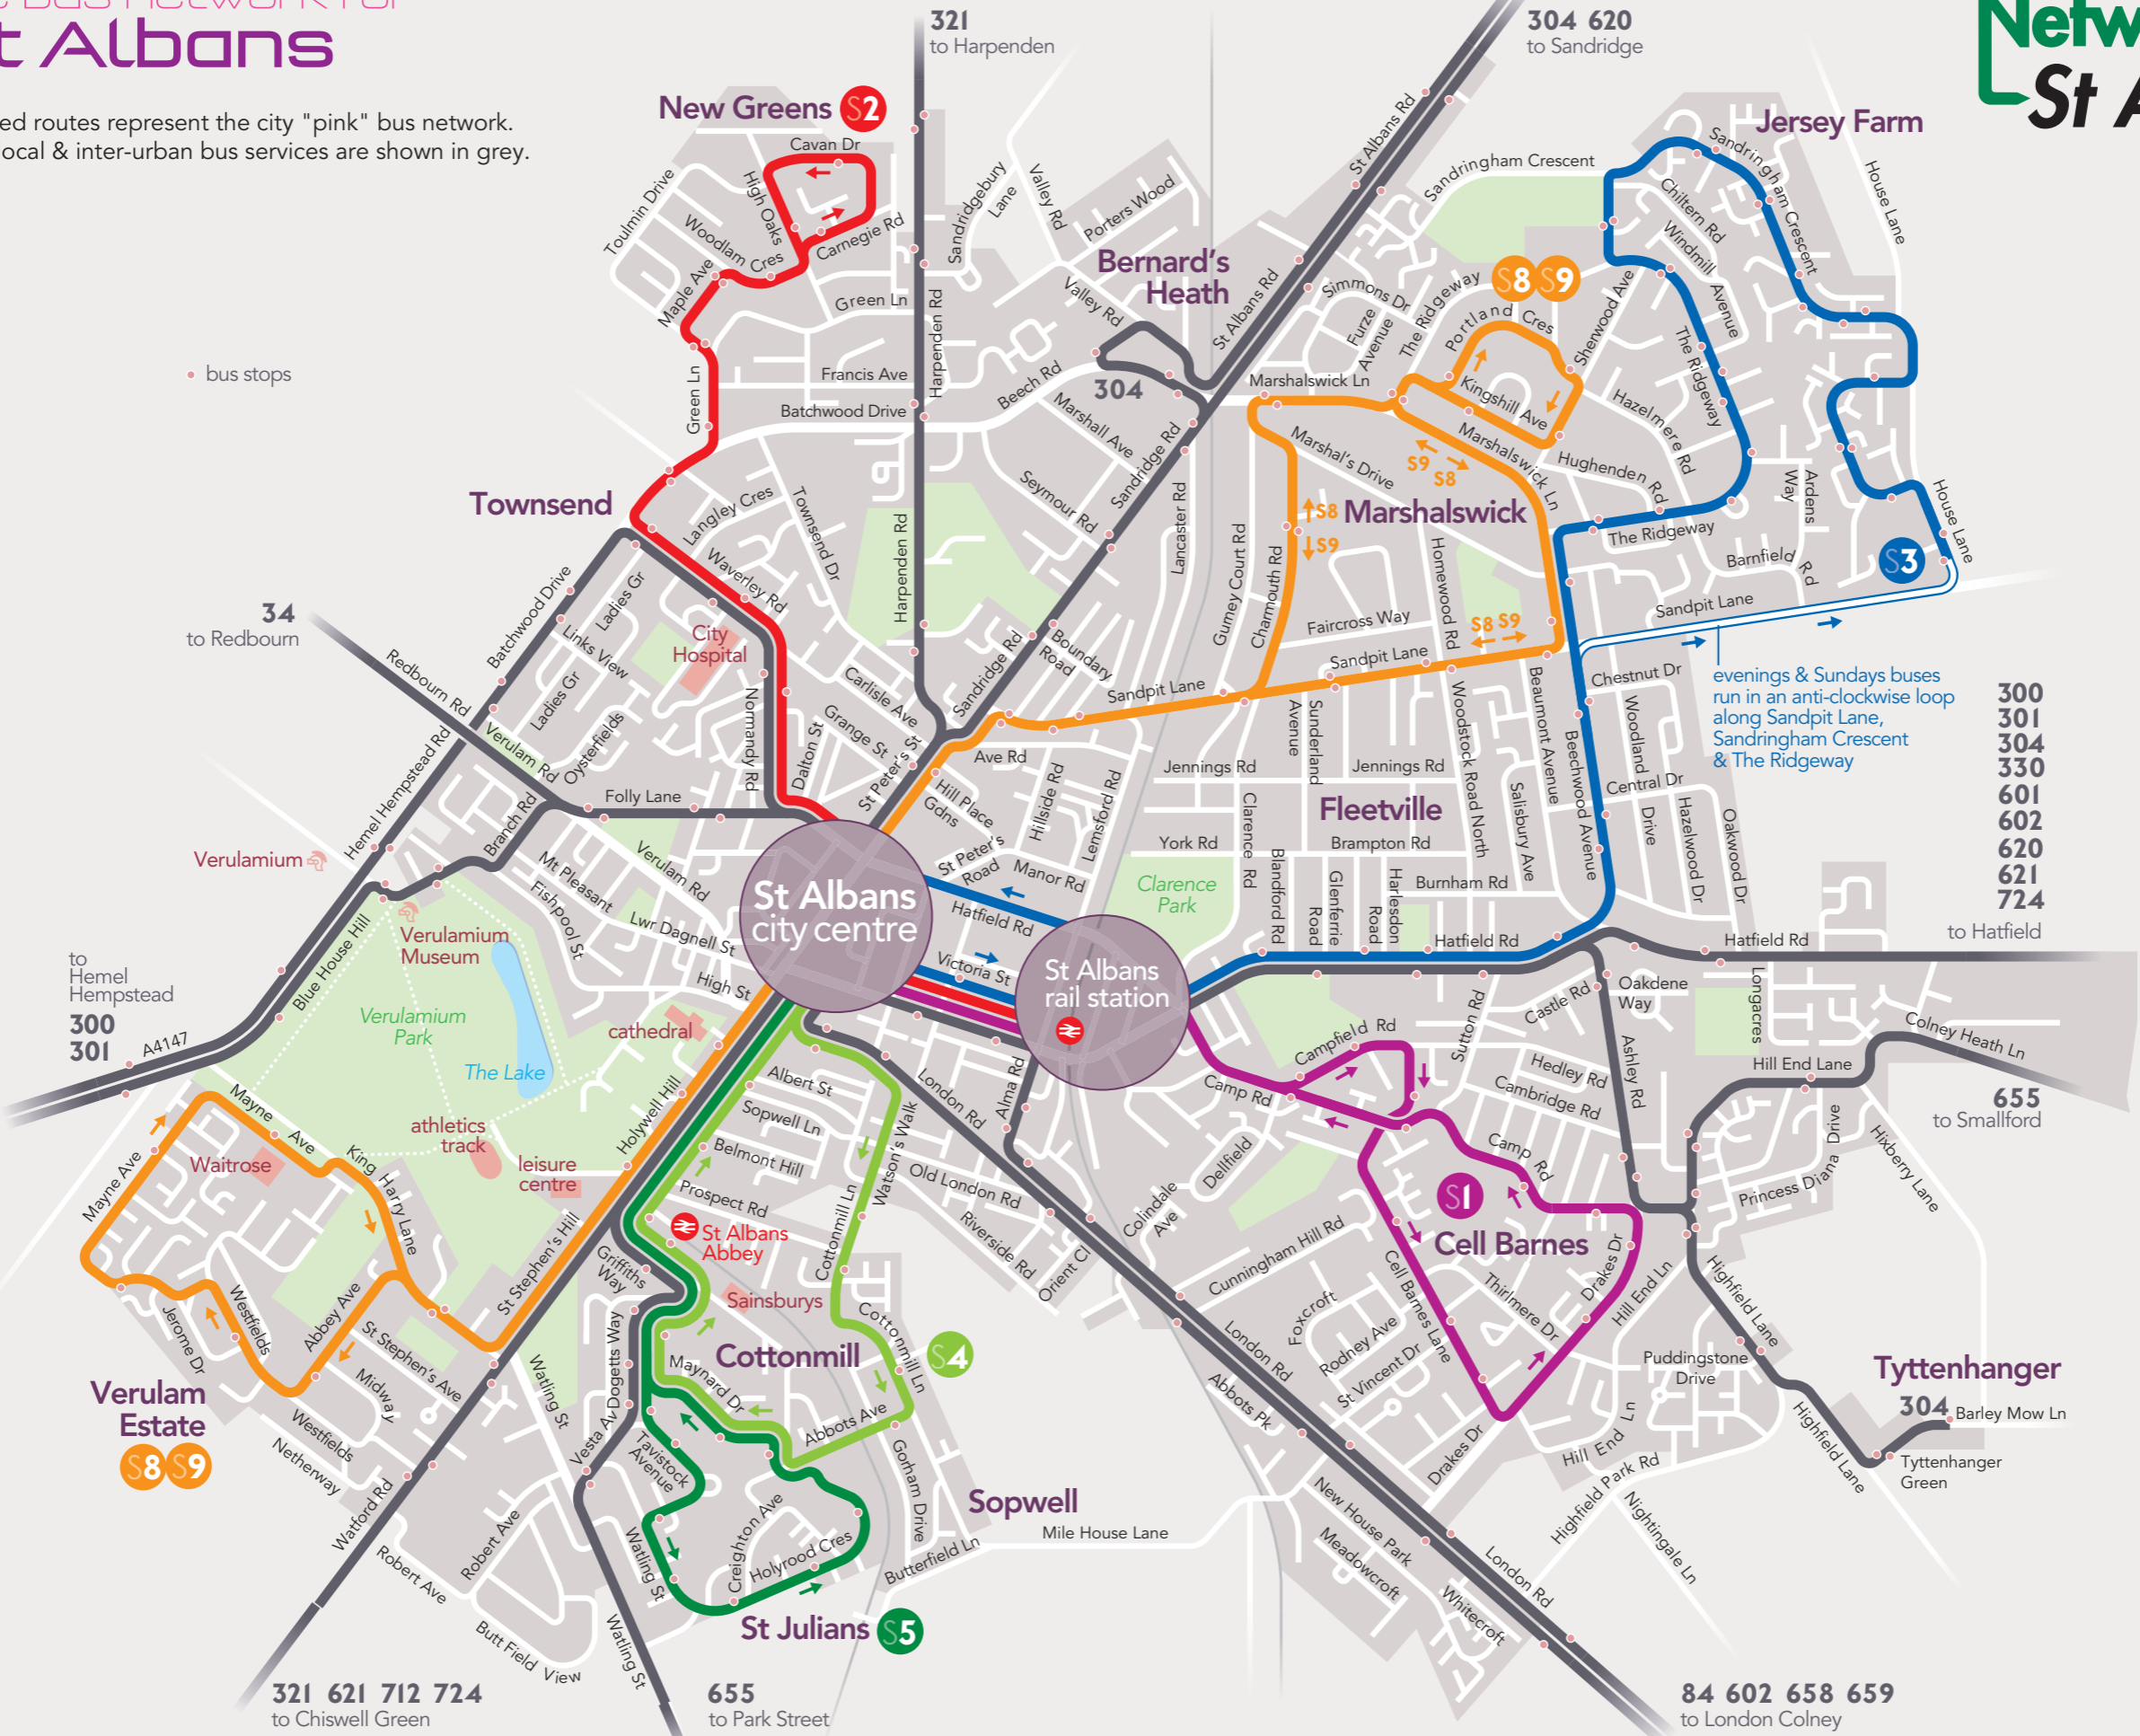 t Albans
ed routes represent the city "pink" bus network.
ocal & inter-urban bus services are shown in grey.
Netw
St A
321
to Harpenden
304 620
to Sandridge
New Greens S2
Cavan Dr
High Oaks
Carnegie Rd
Toulmin Drive
Woodlam Cres
Maple Ave
Green Ln
Harpenden Rd
Sandridgebury
Lane
Valley Rd
Porters Wood
Bernard's
Heath
Valley Rd
St Albans Rd
St Albans Rd
Sandringham Crescent
Jersey Farm
Sandringham Crescent
House Lane
Chiltern Rd
Windmill
Avenue
Simmons Dr
Furze
Avenue
The Ridgeway
S8 S9
Portland Cres
Sherwood Ave
Kingshill Ave
The Ridgeway
Hazelmere Rd
bus stops
Green Ln
Francis Ave
Batchwood Drive
Beech Rd
304
Marshalswick Ln
Marshall Ave
Marshal's Drive
S9
S8
Marshalswick Ln
Hughenden Rd
Ardens
Way
House Lane
Townsend
Langley Cres
Townsend Dr
Seymour Rd
Sandridge Rd
Lancaster Rd
S8
S9
Marshalswick
The Ridgeway
Barnfield Rd
S3
Sandpit Lane
Batchwood Drive
Ladies Gr
Waverley Rd
Harpenden Rd
Gurney Court Rd
Charmouth Rd
Homewood Rd
Faircross Way
S8 S9
34
to Redbourn
Redbourn Rd
Links View
Ladies Gr
City
Hospital
Oysterfields
Normandy Rd
Carlisle Ave
Grange St
Sandridge Rd
Boundary
Road
Sandpit Lane
Sandpit Lane
Chestnut Dr
evenings & Sundays buses
run in an anti-clockwise loop
along Sandpit Lane,
Sandringham Crescent
& The Ridgeway
300
301
304
330
601
602
620
621
724
to Hatfield
Verulam Rd
Dalton St
St Peter's St
Ave Rd
Hill Place
Gdns
Hillside Rd
Lemsford Rd
Jennings Rd
Sunderland
Avenue
Jennings Rd
Woodstock Road North
Beaumont Avenue
Salisbury Ave
Beechwood Avenue
Woodland
Drive
Central Dr
Hazelwood Dr
Oakwood Dr
Folly Lane
Hemel Hempstead Rd
Branch Rd
Fleetville
Clarence Rd
York Rd
Brampton Rd
Verulamium
Mt Pleasant
Verulam Rd
Fishpool St
Lwr Dagnell St
St Albans
city centre
St Peter's
Road
Manor Rd
Clarence
Park
Blandford Rd
Glenferrie
Road
Harlesdon
Road
Burnham Rd
Hatfield Rd
Hatfield Rd
Hatfield Rd
Verulamium
Museum
Blue House Hill
High St
Victoria St
St Albans
rail station
to
Hemel
Hempstead
300
301
A4147
Verulamium
Park
cathedral
The Lake
Castle Rd
Oakdene
Way
Longacres
Sutton Rd
Campfield Rd
Camp Rd
Hedley Rd
Cambridge Rd
Ashley Rd
Hill End Lane
Colney Heath Ln
655
to Smallford
Hixberry Lane
Princess Diana Drive
Mayne
Ave
Mayne Ave
Waitrose
King
Harry Lane
athletics
track
leisure
centre
Holywell Hill
Albert St
Sopwell Ln
Belmont Hill
Prospect Rd
Watson's Walk
Cottonmill Ln
London Rd
Alma Rd
Old London Rd
Riverside Rd
Orient Cl
Colindale
Ave
Dellfield
Camp Rd
S1
Cell Barnes
Cell Barnes Lane
Cunningham Hill Rd
Drakes Dr
Thirlmere Dr
Hill End Ln
Highfield Lane
St Albans
Abbey
Griffiths
Way
St Stephen's Hill
Sainsburys
Cottonmill
S4
Cottonmill Ln
Maynard Dr
Abbots Ave
Jerome Dr
Westfields
Abbey Ave
St Stephen's Ave
Midway
Westfields
Netherway
Verulam
Estate
S8 S9
Watling St
Vesta Av
Dogetts Way
Tavistock
Avenue
Foxcroft
Rodney Ave
St Vincent Dr
London Rd
Abbots Pk
Puddingstone
Drive
Tyttenhanger
304
Barley Mow Ln
Tyttenhanger
Green
Highfield Lane
Drakes Dr
Hill End Ln
Highfield Park Rd
Nightingale Ln
Watford Rd
Robert Ave
Robert Ave
Butt Field View
Watling St
Creighton Ave
Holyrood Cres
Gorham Drive
Butterfield Ln
Sopwell
Mile House Lane
New House Park
Meadowcroft
Whitecroft
London Rd
St Julians S5
Watling St
321 621 712 724
to Chiswell Green
655
to Park Street
84 602 658 659
to London Colney